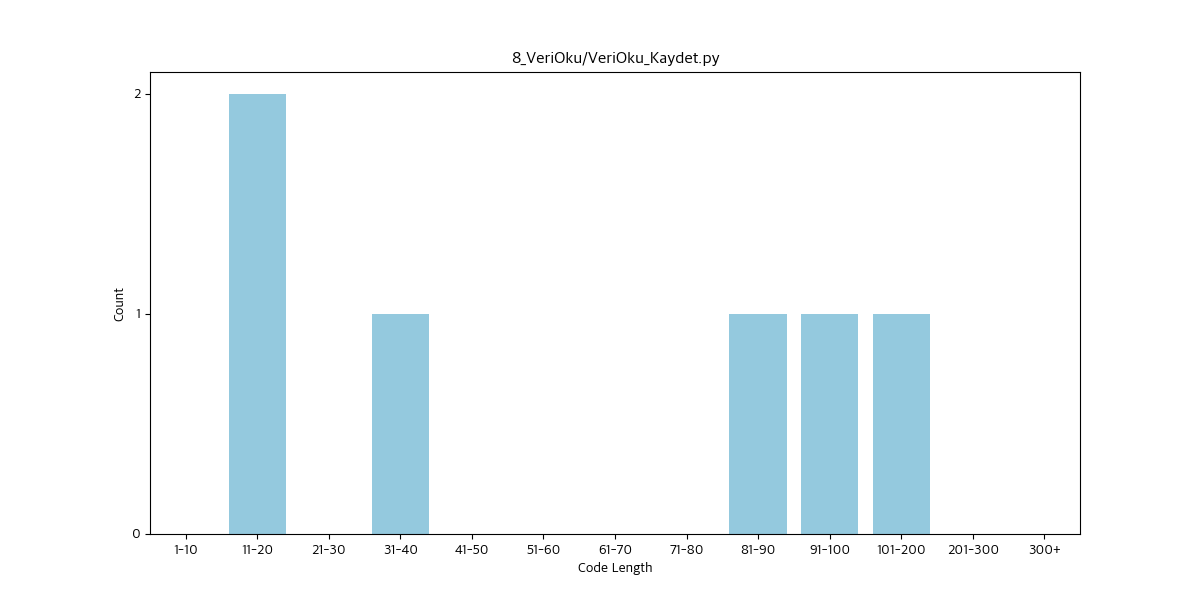 8_VeriOku/VeriOku_Kaydet.py
Count
2
1
0
1-10 11-20 21-30 31-40 41-50 51-60 61-70 71-80 81-90 91-100 101-200 201-300 300+
Code Length